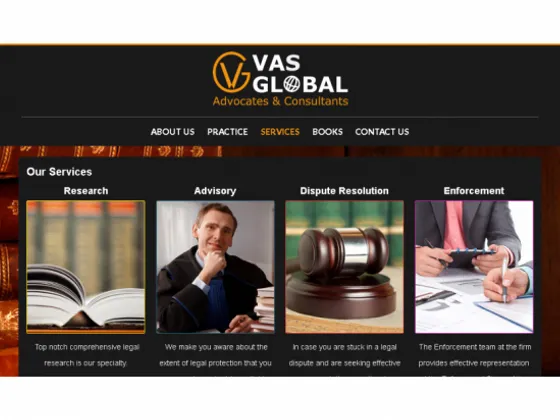 VAS
GLOBAL
Advocates & Consultants
ABOUT US PRACTICE SERVICES BOOKS CONTACT US
Our Services
Research Advisory Dispute Resolution Enforcement
Top notch comprehensive legal
research is our specialty.
We make you aware about the
extent of legal protection that you
In case you are stuck in a legal
dispute and are seeking effective
The Enforcement team at the firm
provides effective representation